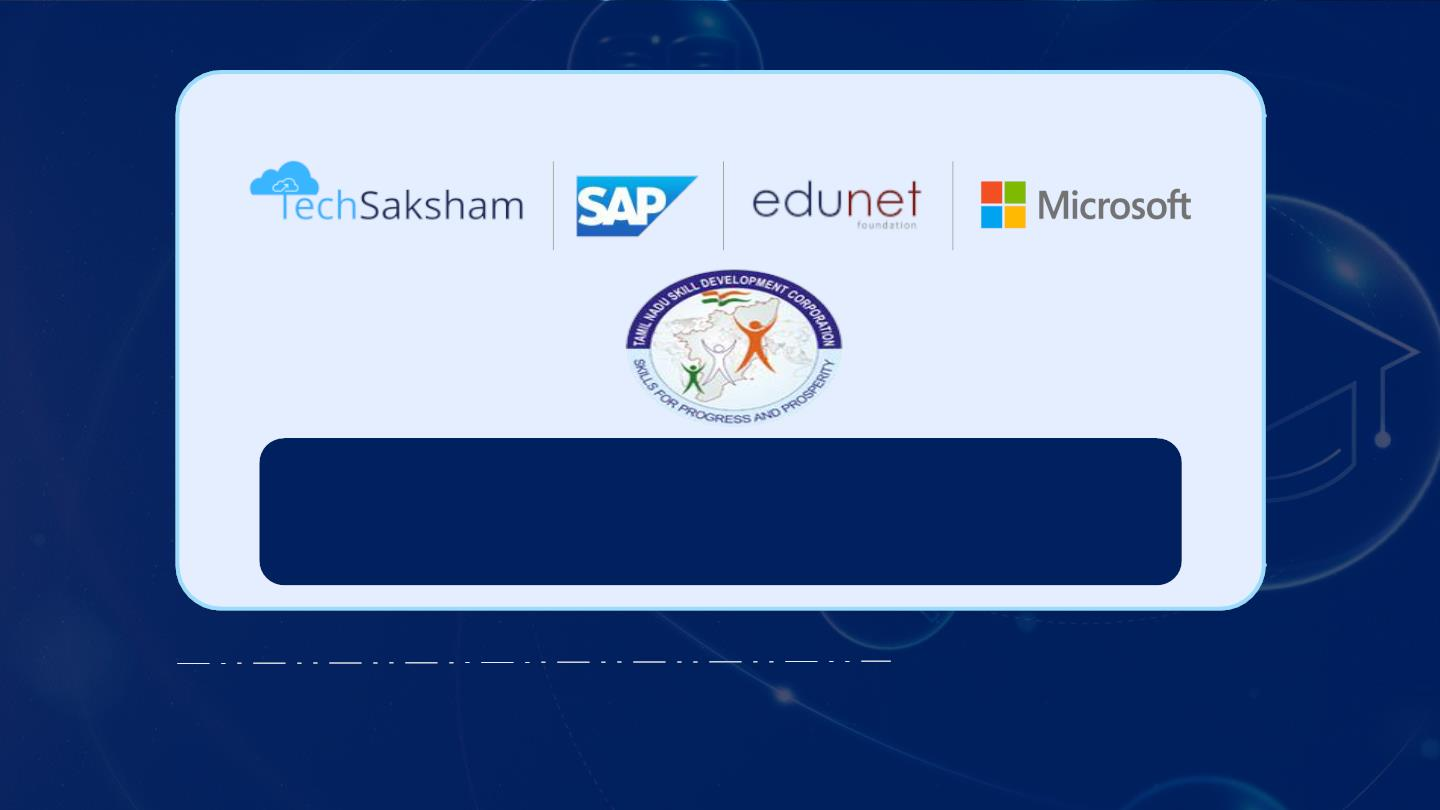 TechSaksham
SAP
edunet
foundation
Microsoft
TAMIL NADU SKILL DEVELOPMENT CORPORATION
SKILLS FOR PROGRESS AND PROSPERITY